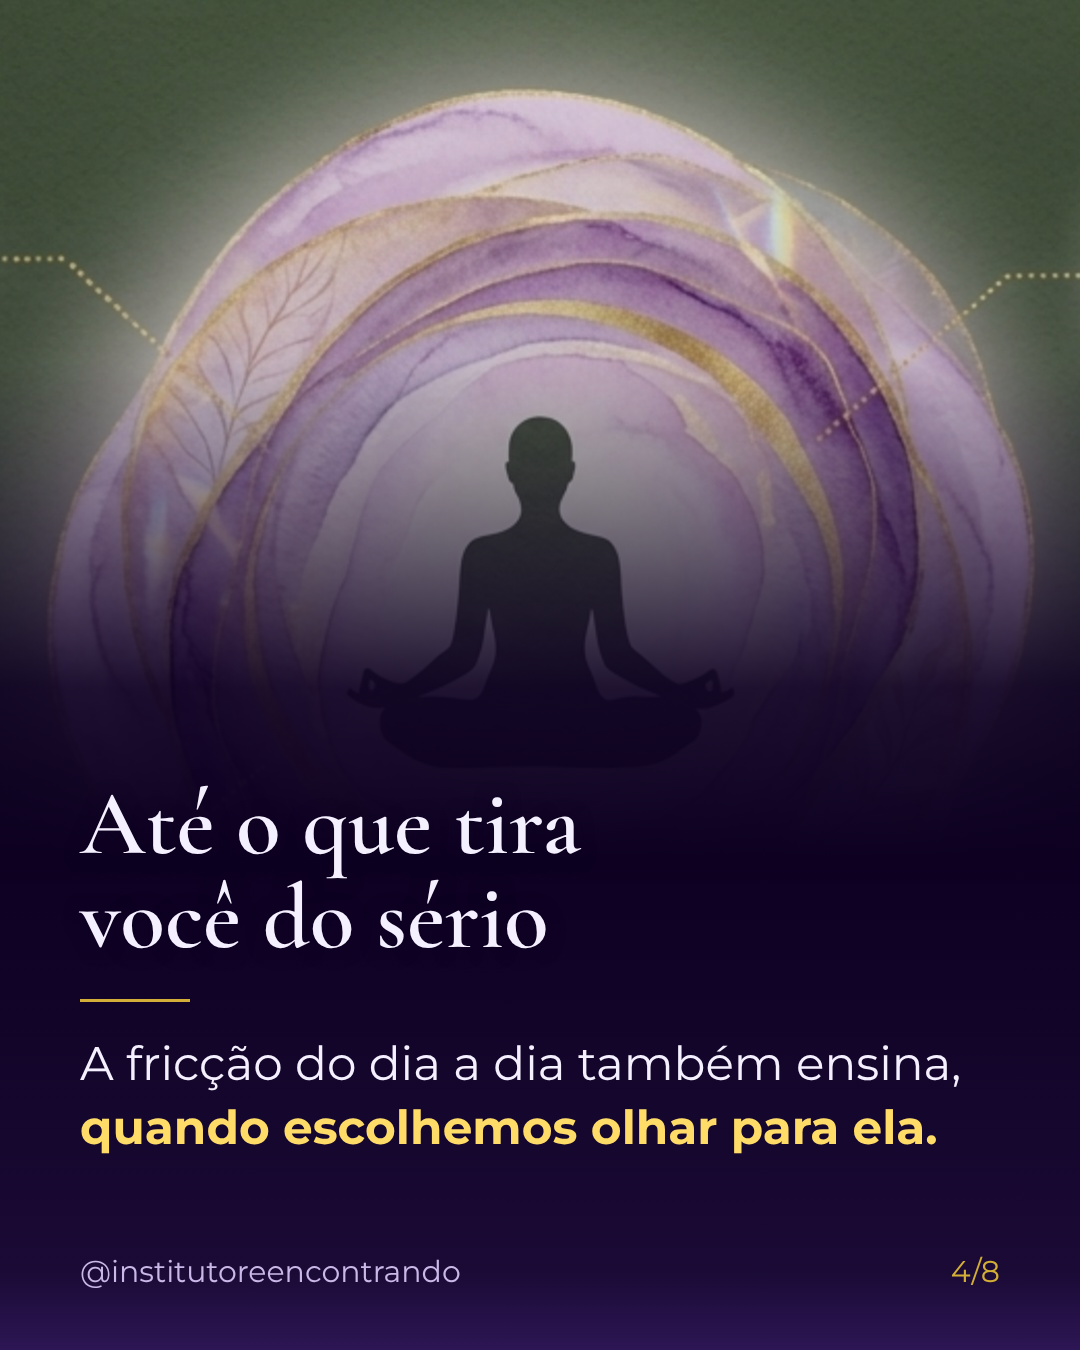 Até o que tira
você do sério
A fricção do dia a dia também ensina,
quando escolhemos olhar para ela.
@institutoreencontrando
4/8